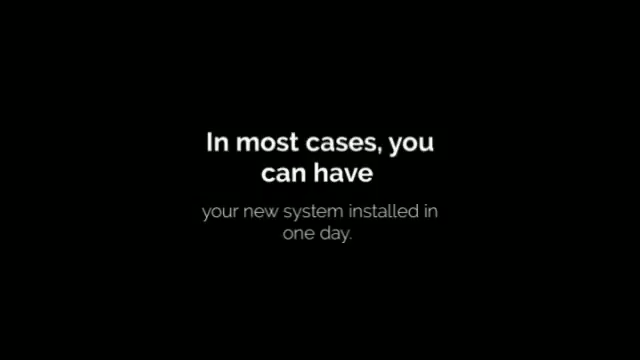 In most cases, you
can have
your new system installed in
one day.